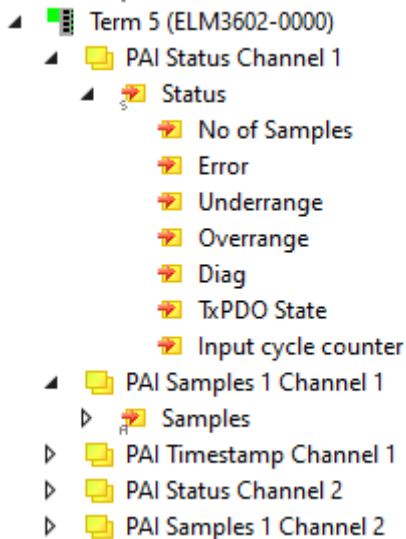 Term 5 (ELM3602-0000)
PAI Status Channel 1
Status
No of Samples
Error
Underrange
Overrange
Diag
TxPDO State
Input cycle counter
PAI Samples 1 Channel 1
Samples
PAI Timestamp Channel 1
PAI Status Channel 2
PAI Samples 1 Channel 2